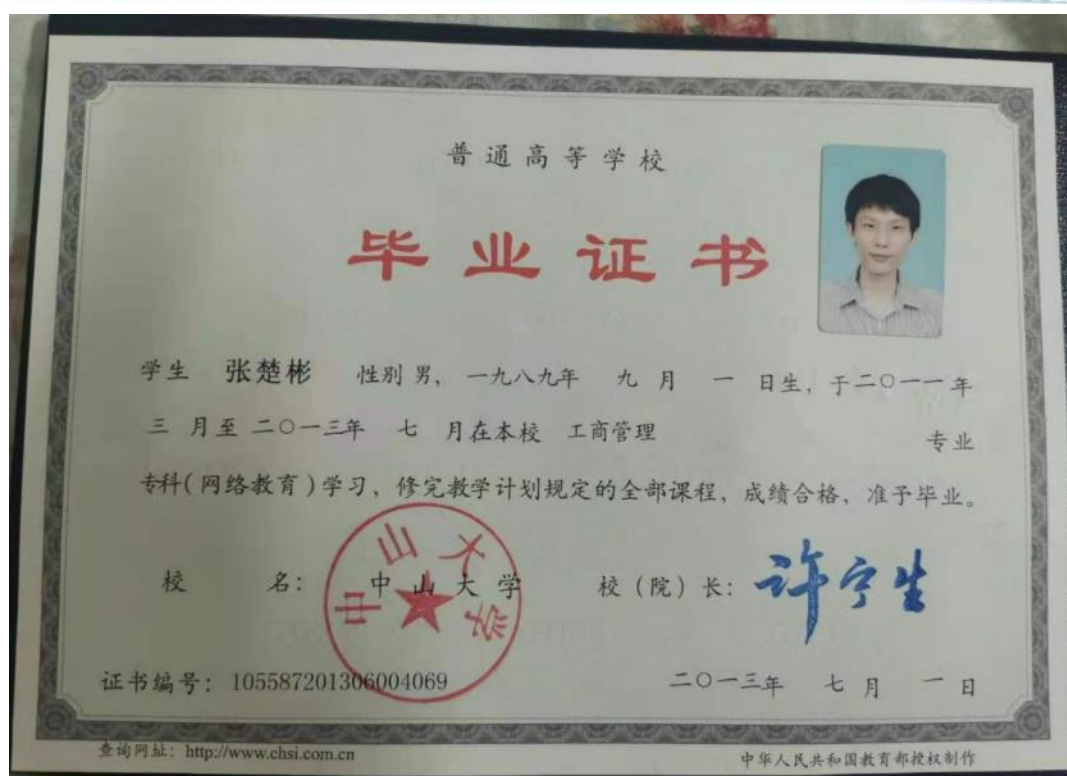 普通高等学校
毕业证书
学生 张楚彬 性别 男, 一九八九年 九 月 一 日生, 于二〇一一年
三 月至 二〇一三年 七 月在本校 工商管理 专业
专科(网络教育)学习, 修完教学计划规定的全部课程, 成绩合格, 准予毕业。
校 名: 中山大学 校(院)长: 许宁生
中山大学
证书编号: 105587201306004069 二〇一三年 七 月 一 日
查询网址: http://www.chsi.com.cn 中华人民共和国教育部授权制作